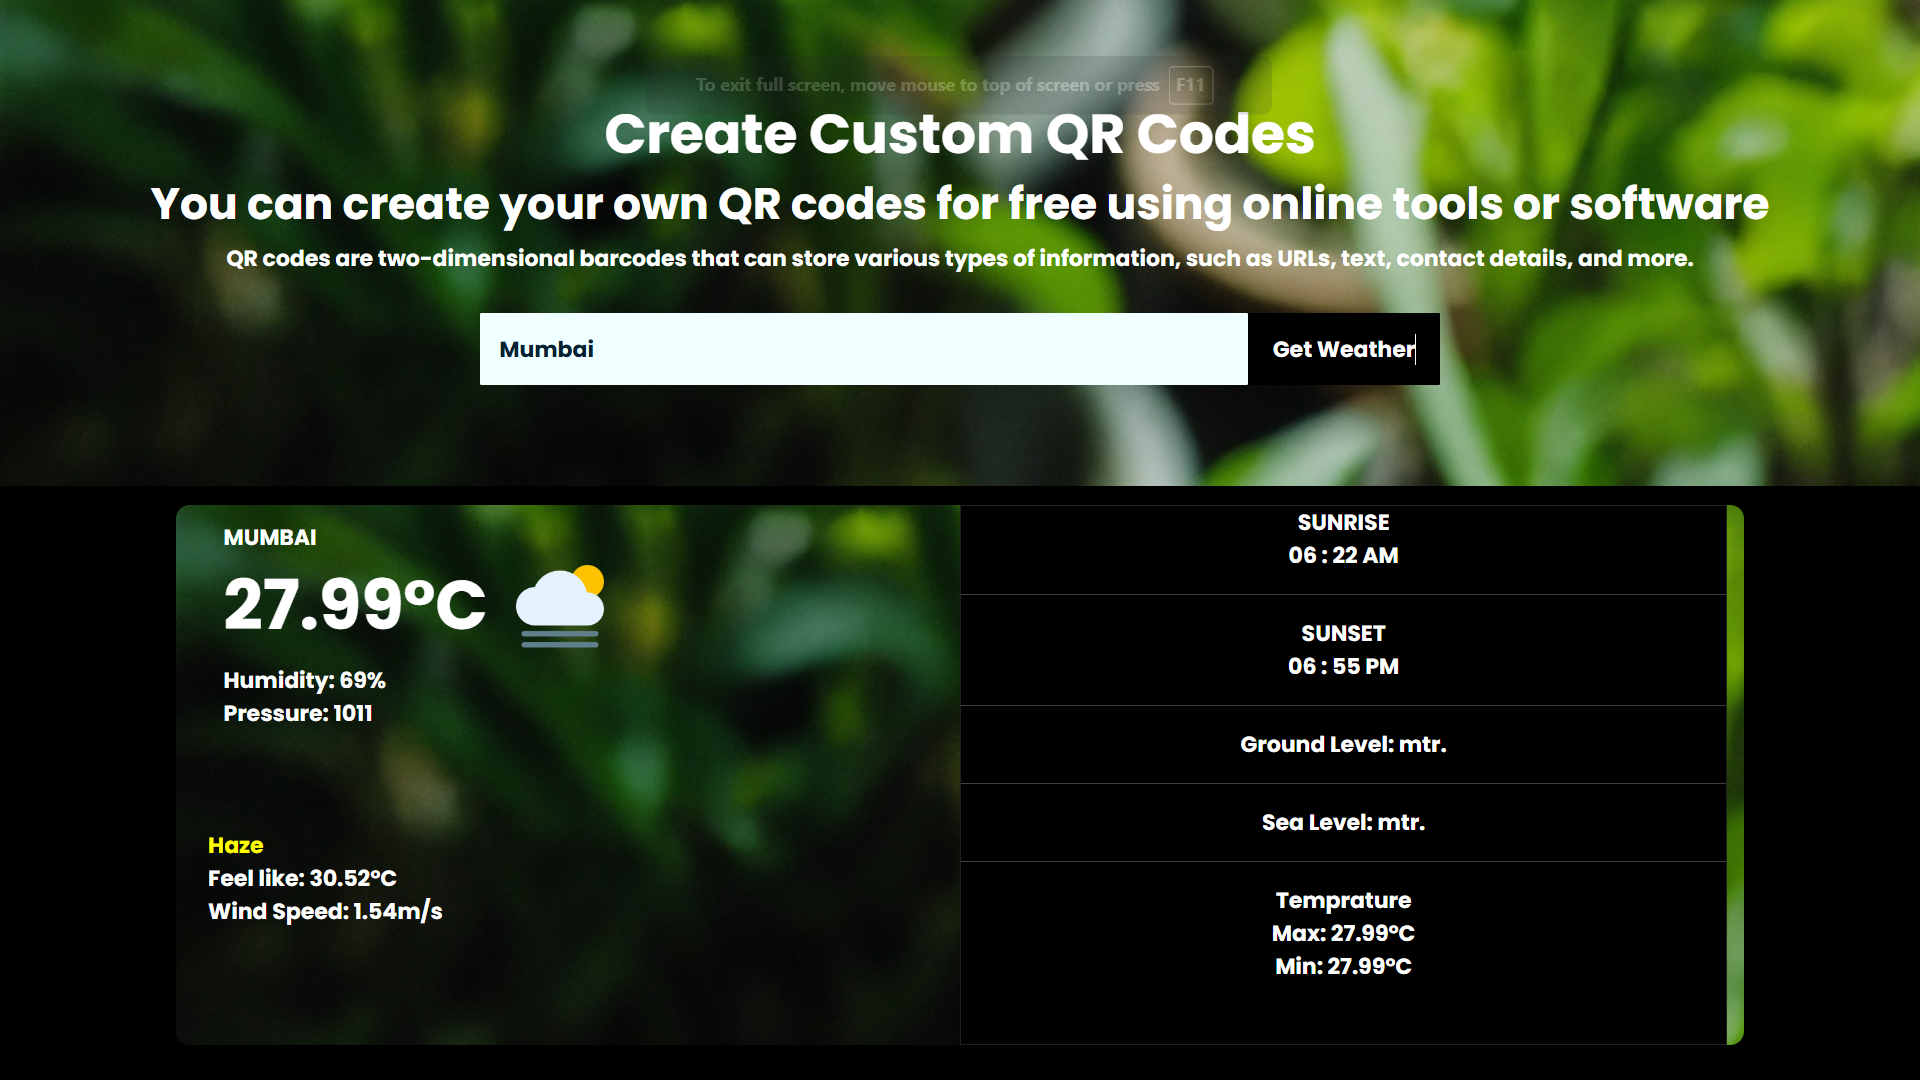 To exit full screen, move mouse to top of screen or press F11
Create Custom QR Codes
You can create your own QR codes for free using online tools or software
QR codes are two-dimensional barcodes that can store various types of information, such as URLs, text, contact details, and more.
Mumbai
Get Weather
MUMBAI
27.99°C
Humidity: 69%
Pressure: 1011
Haze
Feel like: 30.52°C
Wind Speed: 1.54m/s
SUNRISE
06 : 22 AM
SUNSET
06 : 55 PM
Ground Level: mtr.
Sea Level: mtr.
Temprature
Max: 27.99°C
Min: 27.99°C